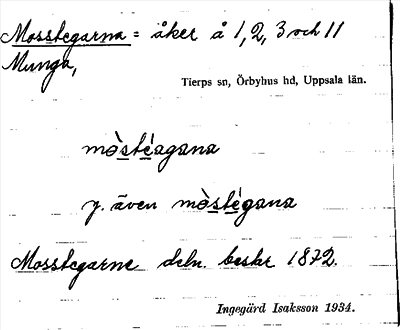 Mosstegarna = åker å 1, 2, 3 och 11
Munga,
Tierps sn, Örbyhus hd, Uppsala län.
mòstéagana
y. även mòstégana
Mosstegarne deln. beskr 1872.
Ingegärd Isaksson 1934.